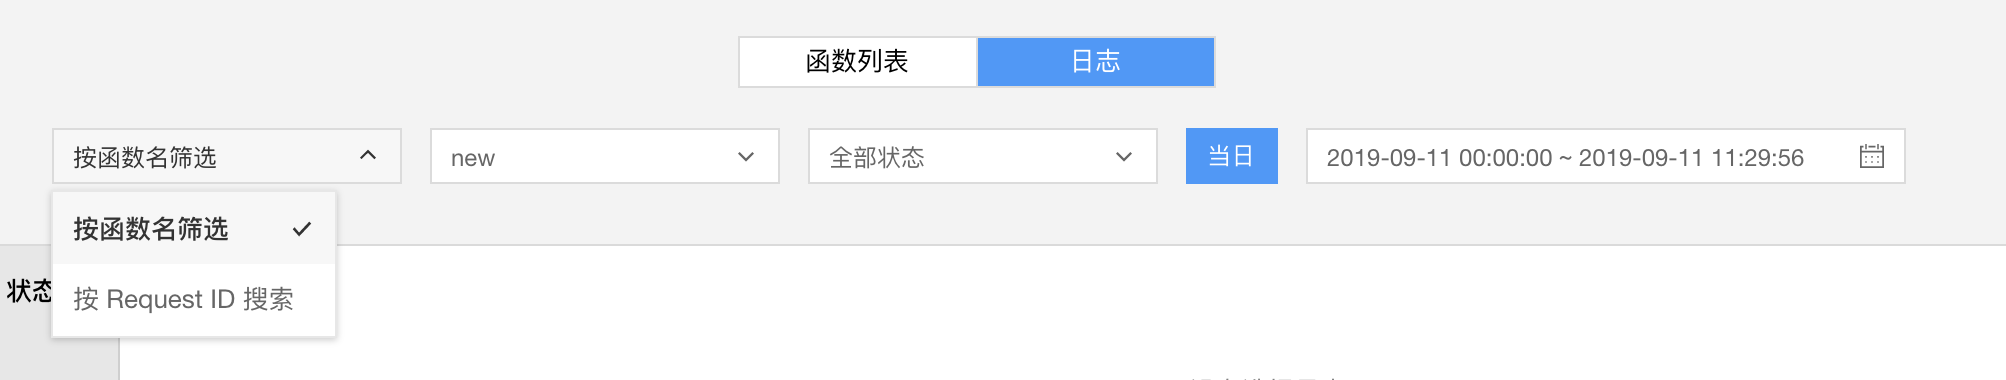 函数列表
日志
按函数名筛选
new
全部状态
当日
2019-09-11 00:00:00 ~ 2019-09-11 11:29:56
按函数名筛选
按 Request ID 搜索
状态